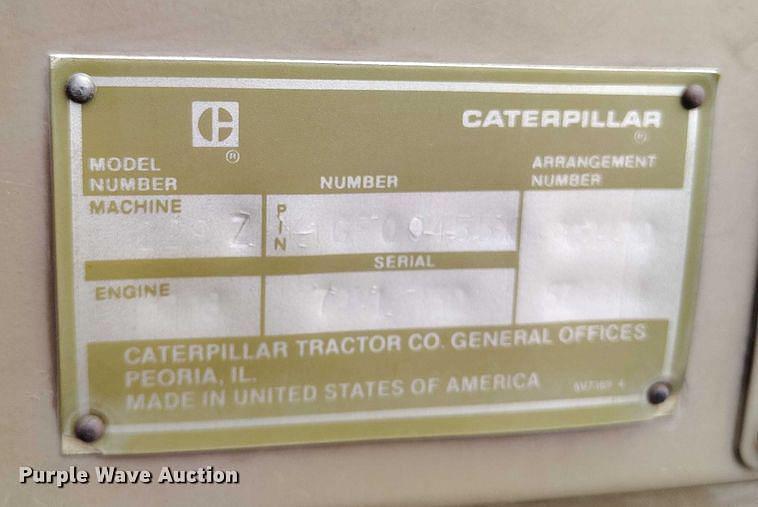 CATERPILLAR
®
®
MODEL NUMBER
NUMBER
ARRANGEMENT NUMBER
MACHINE
PIN
SERIAL
ENGINE
CATERPILLAR TRACTOR CO. GENERAL OFFICES
PEORIA, IL.
MADE IN UNITED STATES OF AMERICA
Purple Wave Auction